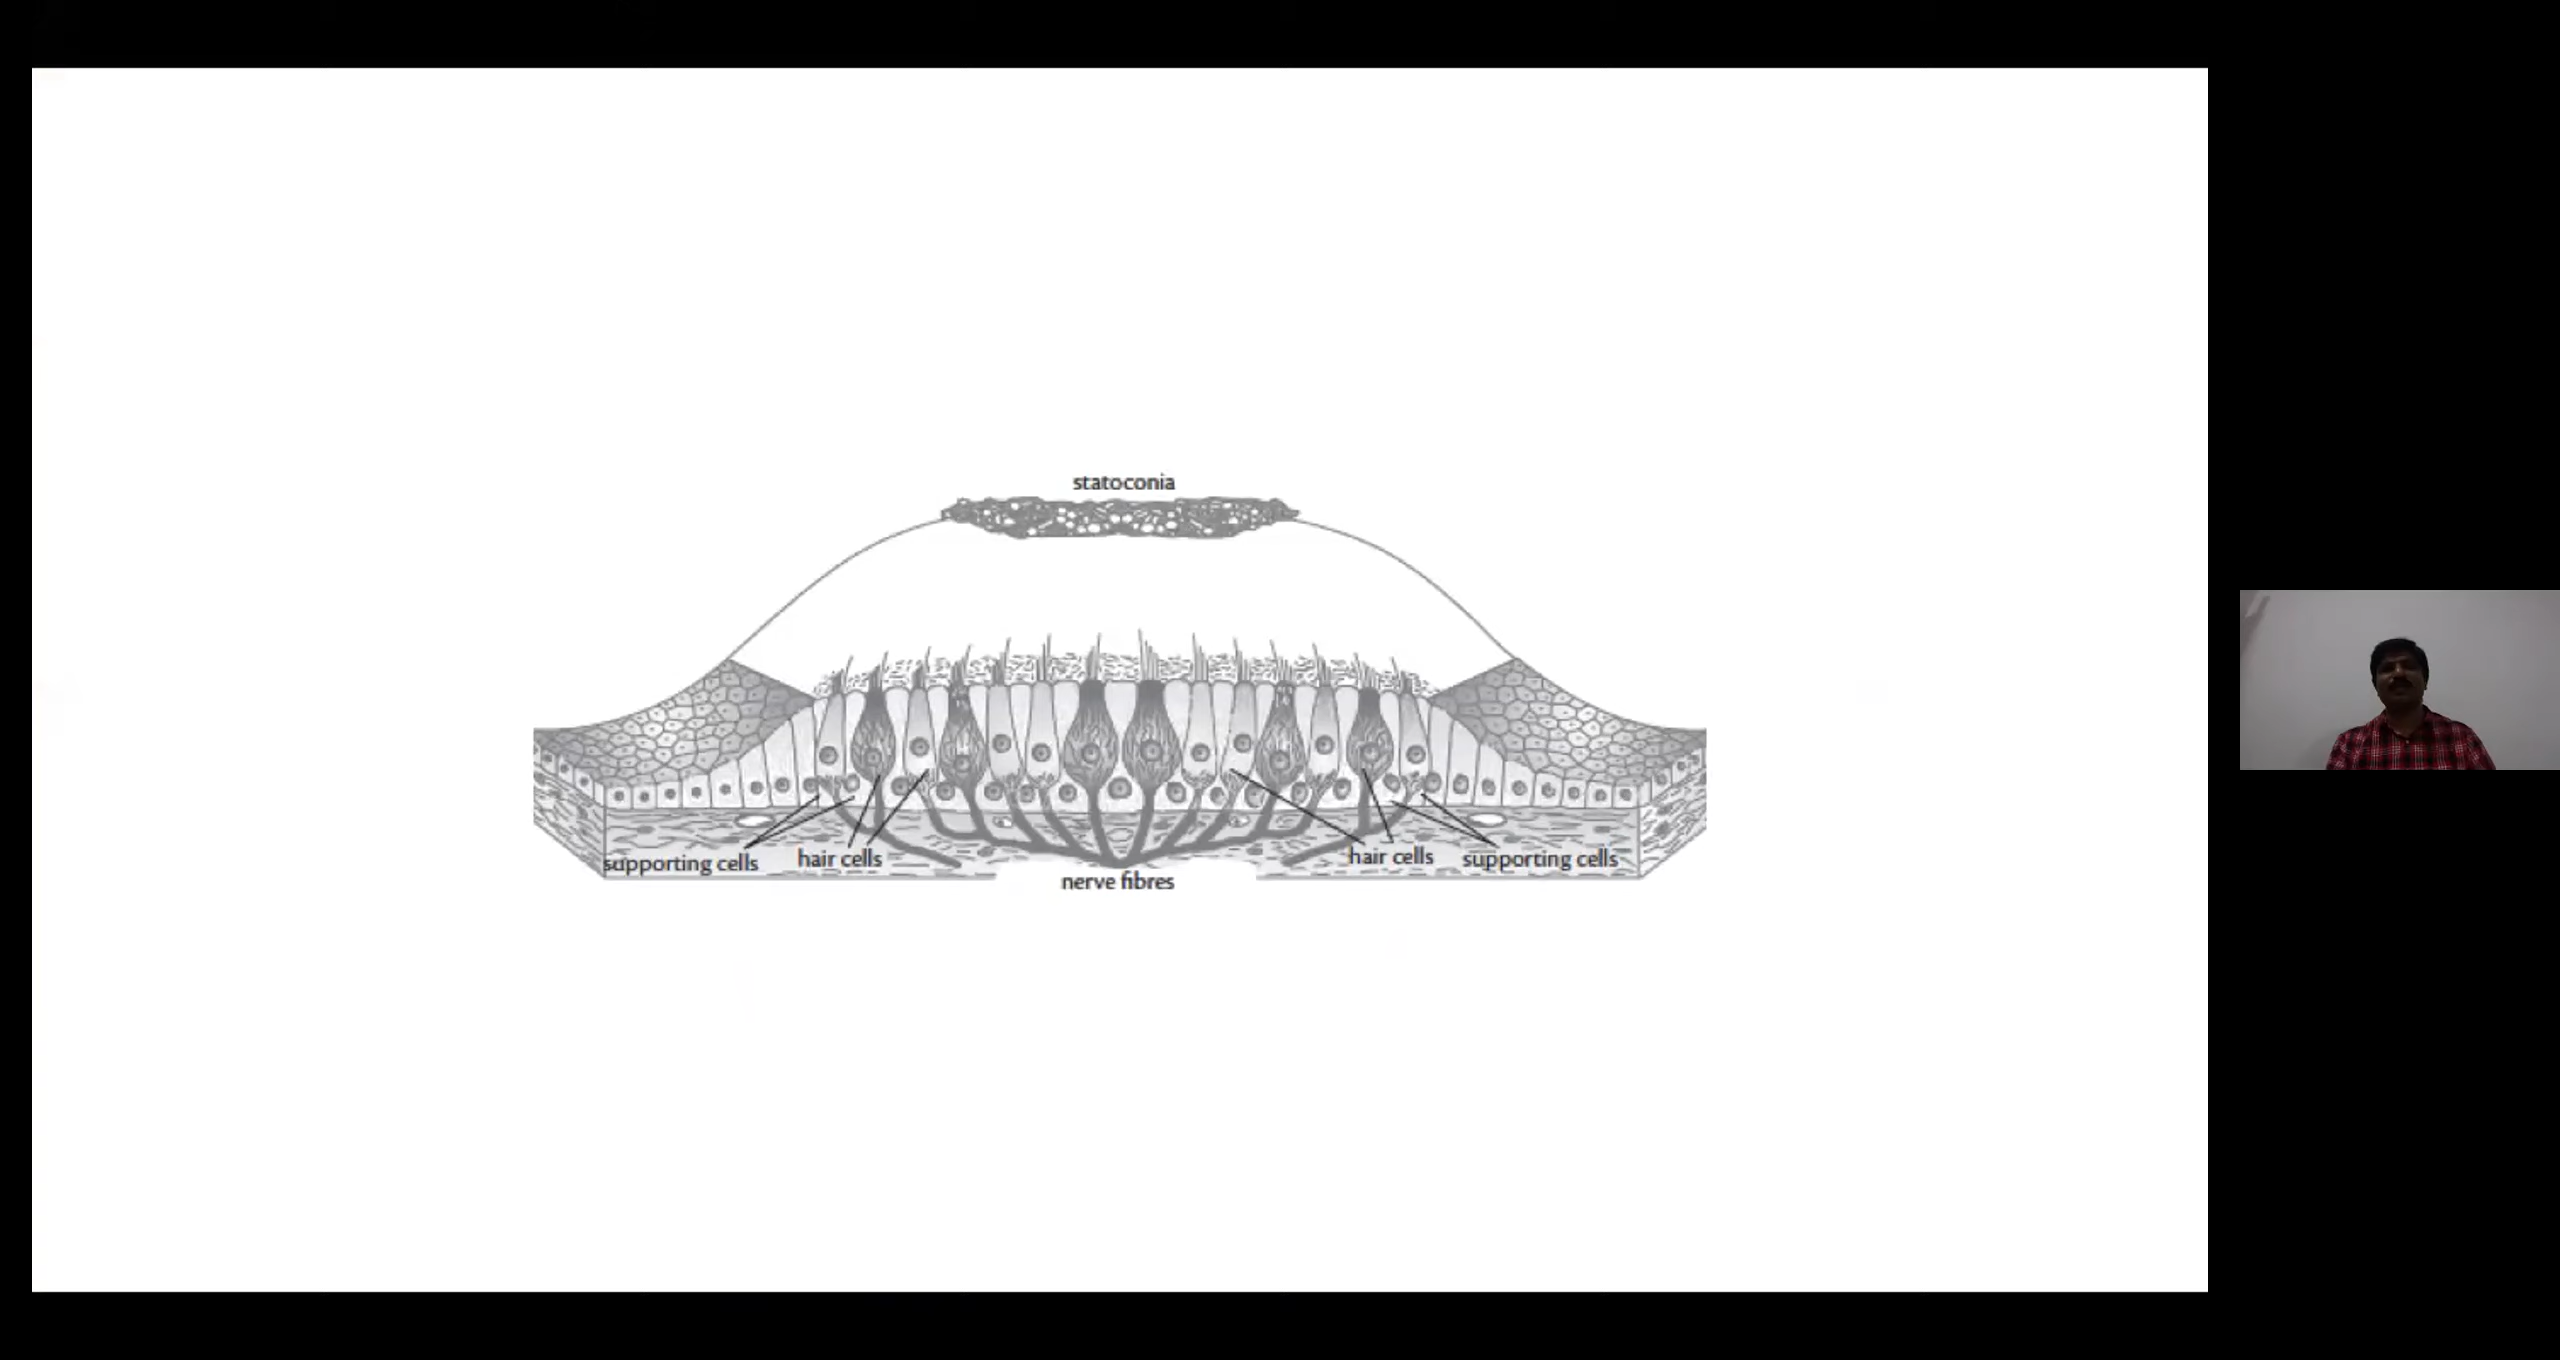 statoconia
supporting cells
hair cells
hair cells
supporting cells
nerve fibres